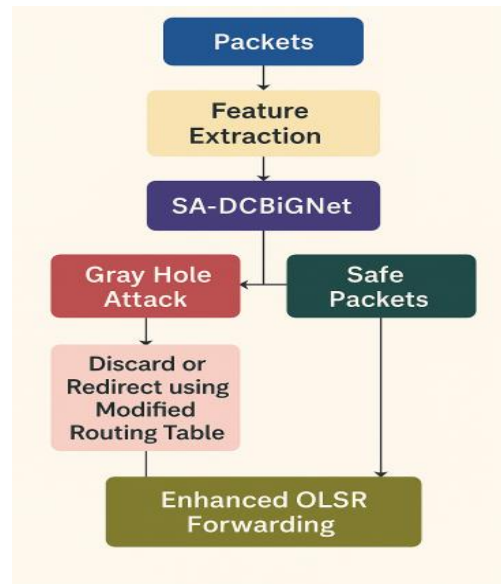 Packets
Feature
Extraction
SA-DCBiGNet
Gray Hole
Attack
Safe
Packets
Discard or
Redirect using
Modified
Routing Table
Enhanced OLSR
Forwarding